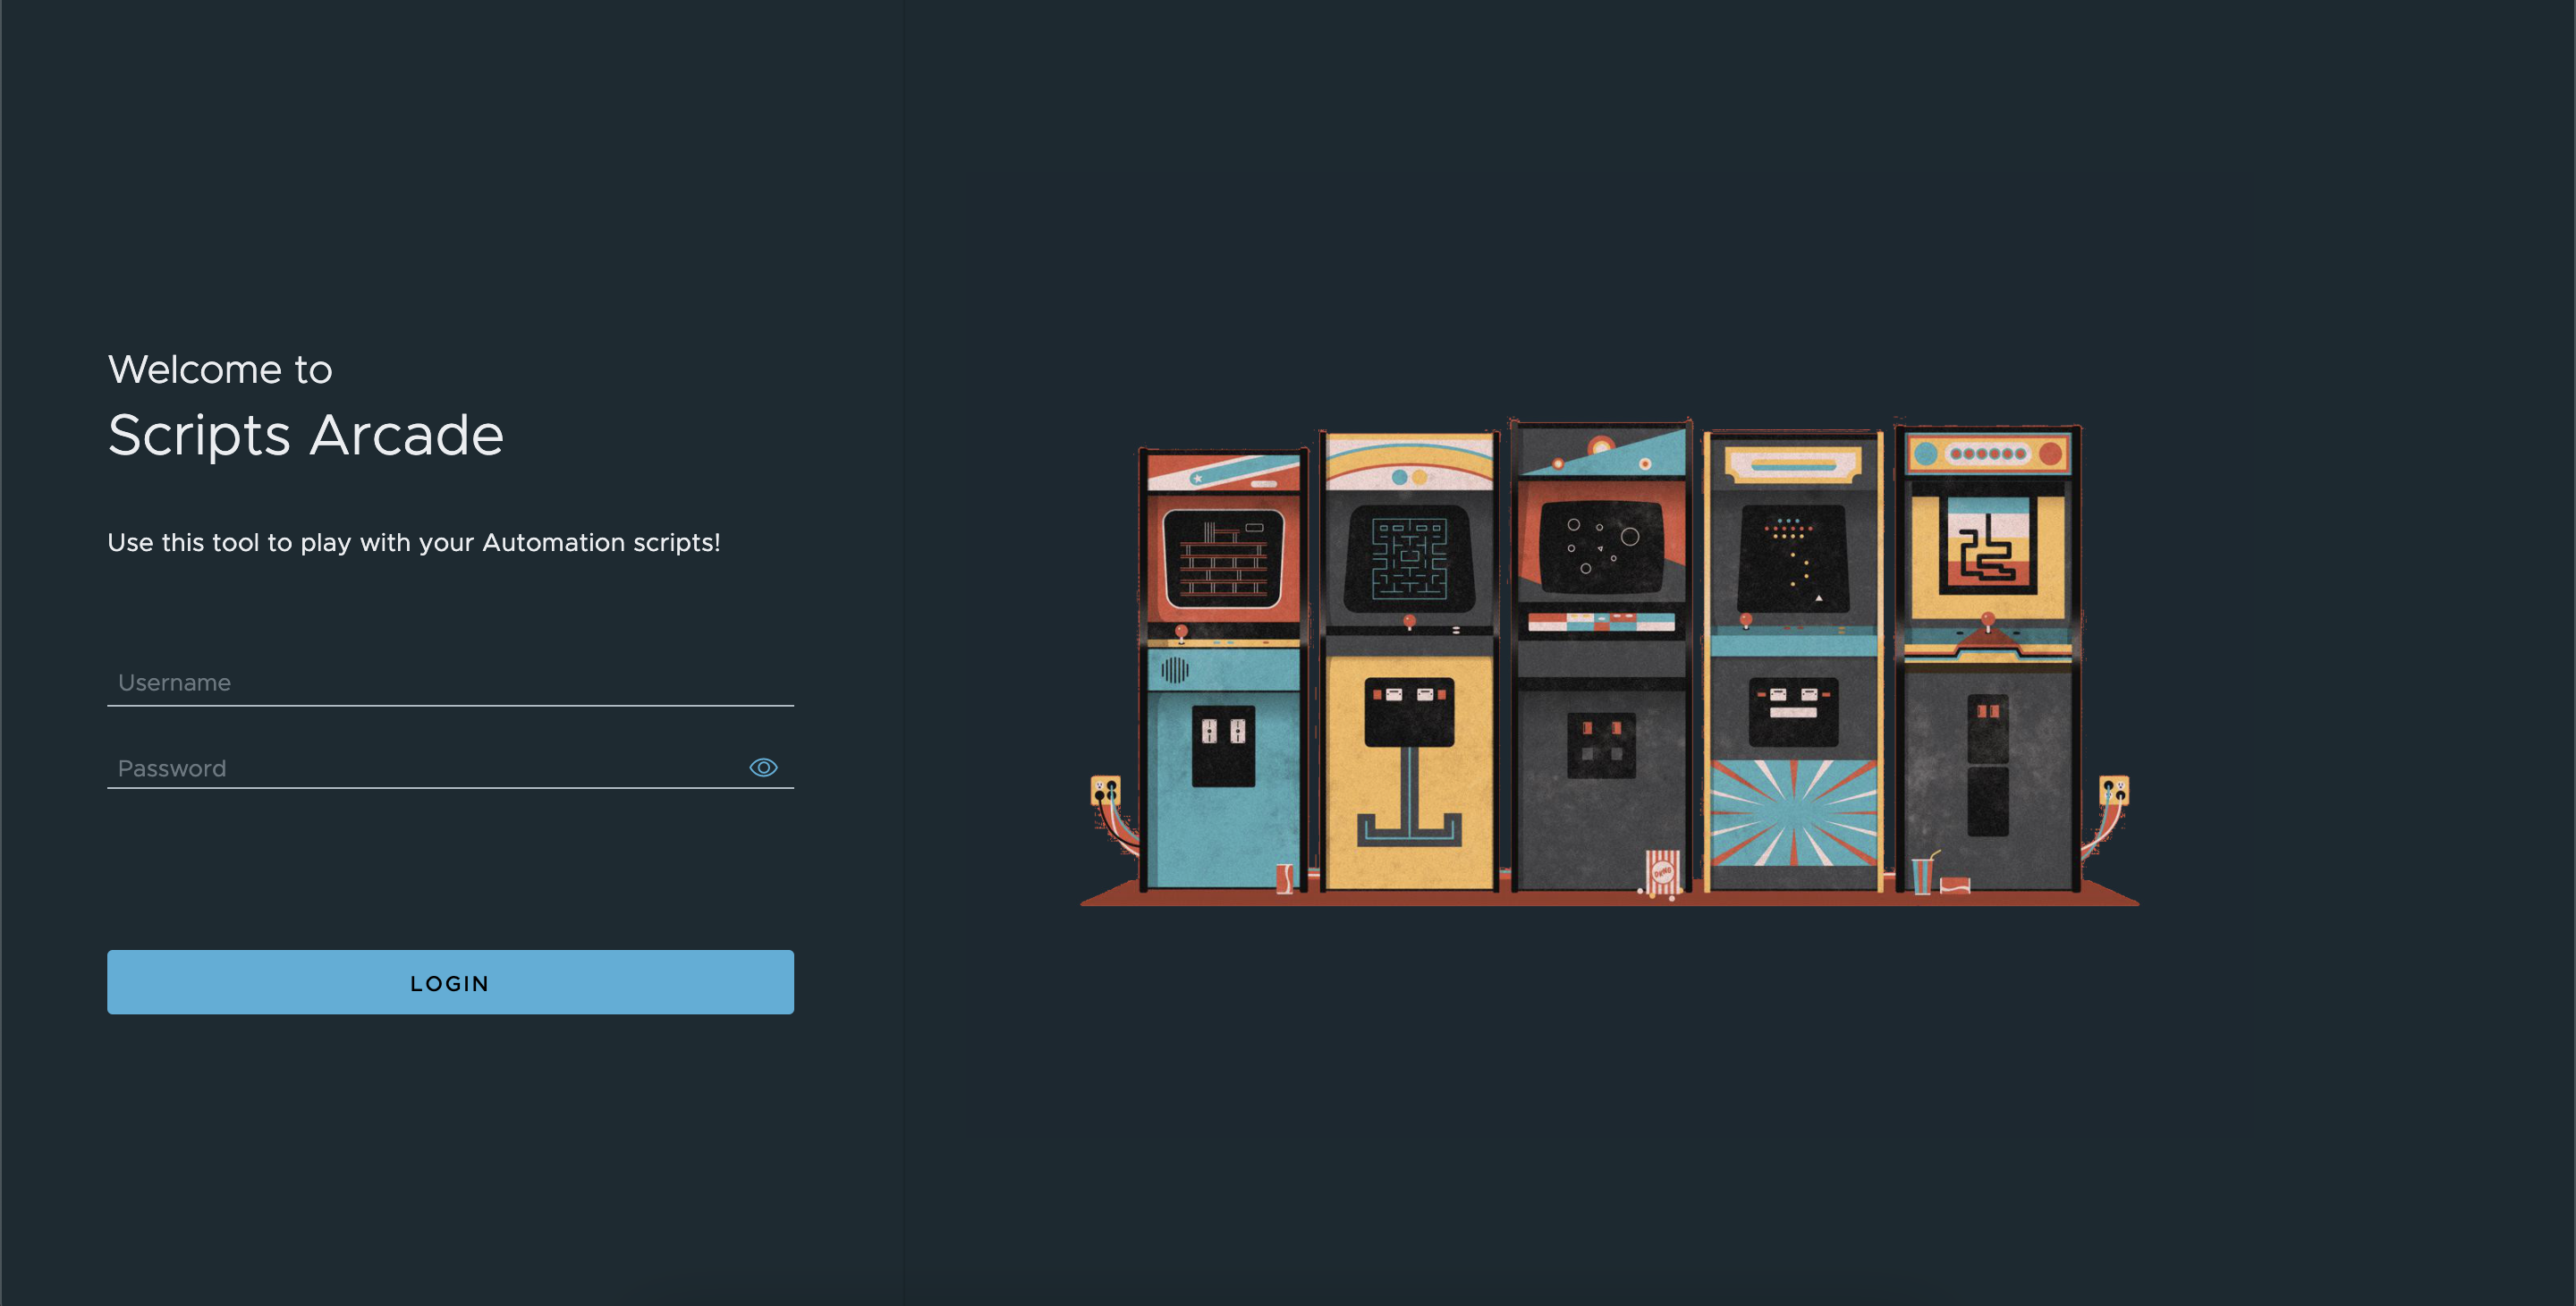 Welcome to
Scripts Arcade
Use this tool to play with your Automation scripts!
Username
Password
LOGIN